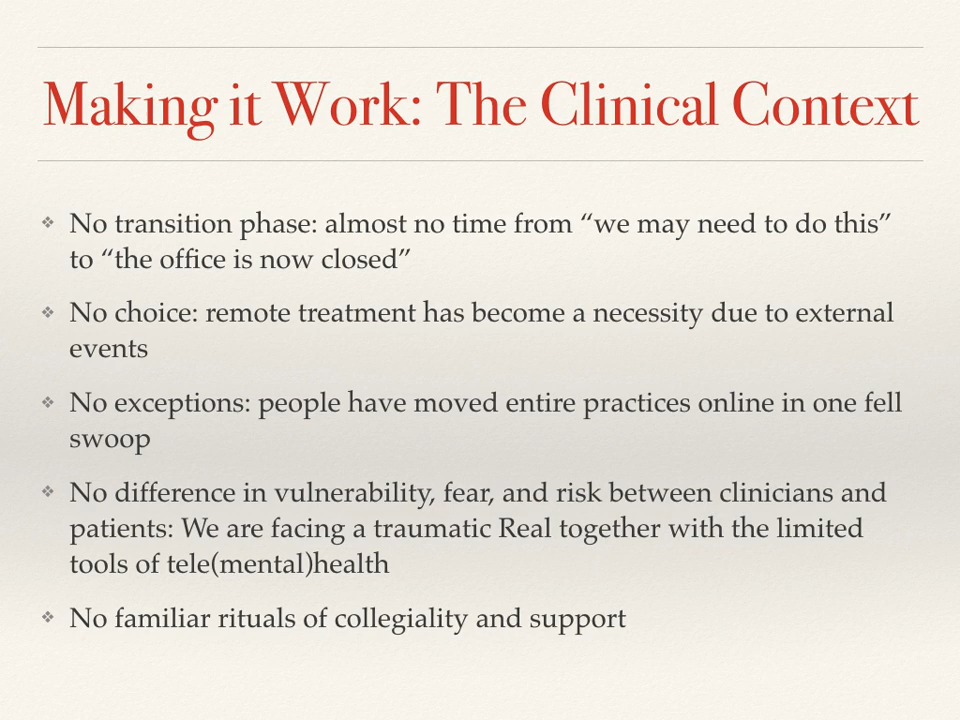 Making it Work: The Clinical Context
❖ No transition phase: almost no time from “we may need to do this”
to “the office is now closed”
❖ No choice: remote treatment has become a necessity due to external
events
❖ No exceptions: people have moved entire practices online in one fell
swoop
❖ No difference in vulnerability, fear, and risk between clinicians and
patients: We are facing a traumatic Real together with the limited
tools of tele(mental)health
❖ No familiar rituals of collegiality and support